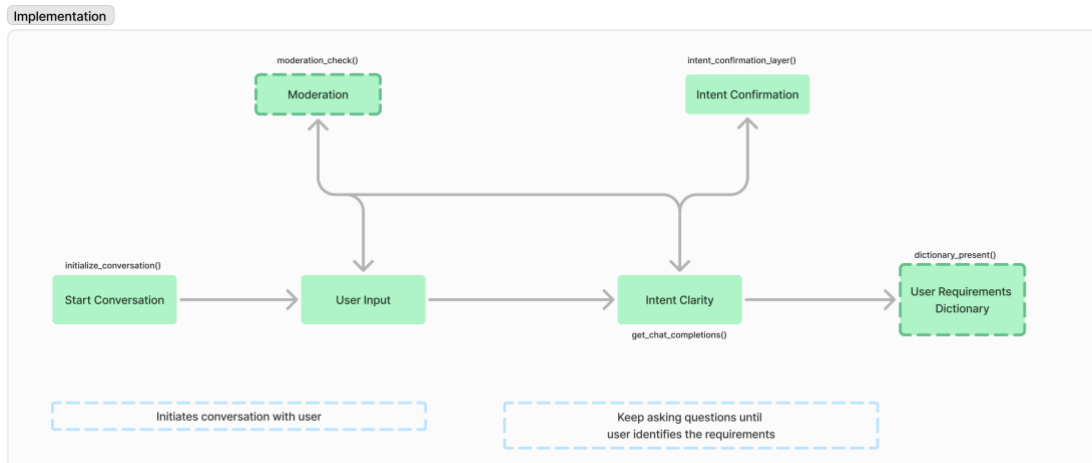 Implementation
moderation_check()
Moderation
intent_confirmation_layer()
Intent Confirmation
initialize_conversation()
Start Conversation
User Input
Intent Clarity
get_chat_completions()
dictionary_present()
User Requirements
Dictionary
Initiates conversation with user
Keep asking questions until
user identifies the requirements